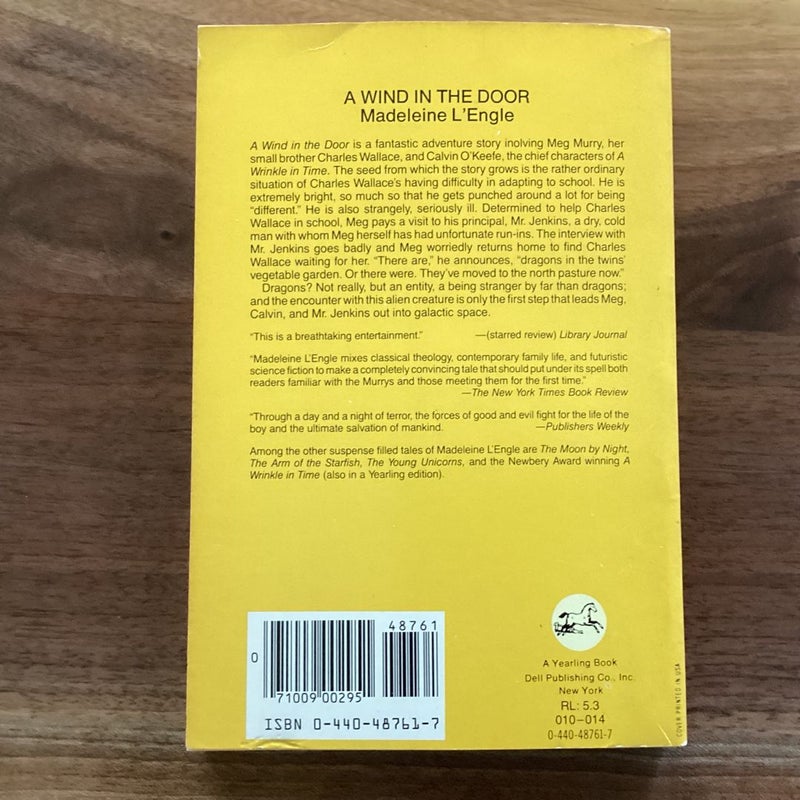 A WIND IN THE DOOR
Madeleine L'Engle
A Wind in the Door is a fantastic adventure story inolving Meg Murry, her
small brother Charles Wallace, and Calvin O'Keefe, the chief characters of A
Wrinkle in Time. The seed from which the story grows is the rather ordinary
situation of Charles Wallace's having difficulty in adapting to school. He is
extremely bright, so much so that he gets punched around a lot for being
"different." He is also strangely, seriously ill. Determined to help Charles
Wallace in school, Meg pays a visit to his principal, Mr. Jenkins, a dry, cold
man with whom Meg herself has had unfortunate run-ins. The interview with
Mr. Jenkins goes badly and Meg worriedly returns home to find Charles
Wallace waiting for her. "There are," he announces, "dragons in the twins'
vegetable garden. Or there were. They've moved to the north pasture now."
Dragons? Not really, but an entity, a being stranger by far than dragons;
and the encounter with this alien creature is only the first step that leads Meg,
Calvin, and Mr. Jenkins out into galactic space.
"This is a breathtaking entertainment." —(starred review) Library Journal
"Madeleine L'Engle mixes classical theology, contemporary family life, and futuristic
science fiction to make a completely convincing tale that should put under its spell both
readers familiar with the Murrys and those meeting them for the first time."
—The New York Times Book Review
"Through a day and a night of terror, the forces of good and evil fight for the life of the
boy and the ultimate salvation of mankind. —Publishers Weekly
Among the other suspense filled tales of Madeleine L'Engle are The Moon by Night,
The Arm of the Starfish, The Young Unicorns, and the Newbery Award winning A
Wrinkle in Time (also in a Yearling edition).
48761
0
71009 00295
ISBN 0-440-48761-7
A Yearling Book
Dell Publishing Co., Inc.
New York
RL: 5.3
010–014
0-440-48761-7
COVER PRINTED IN USA